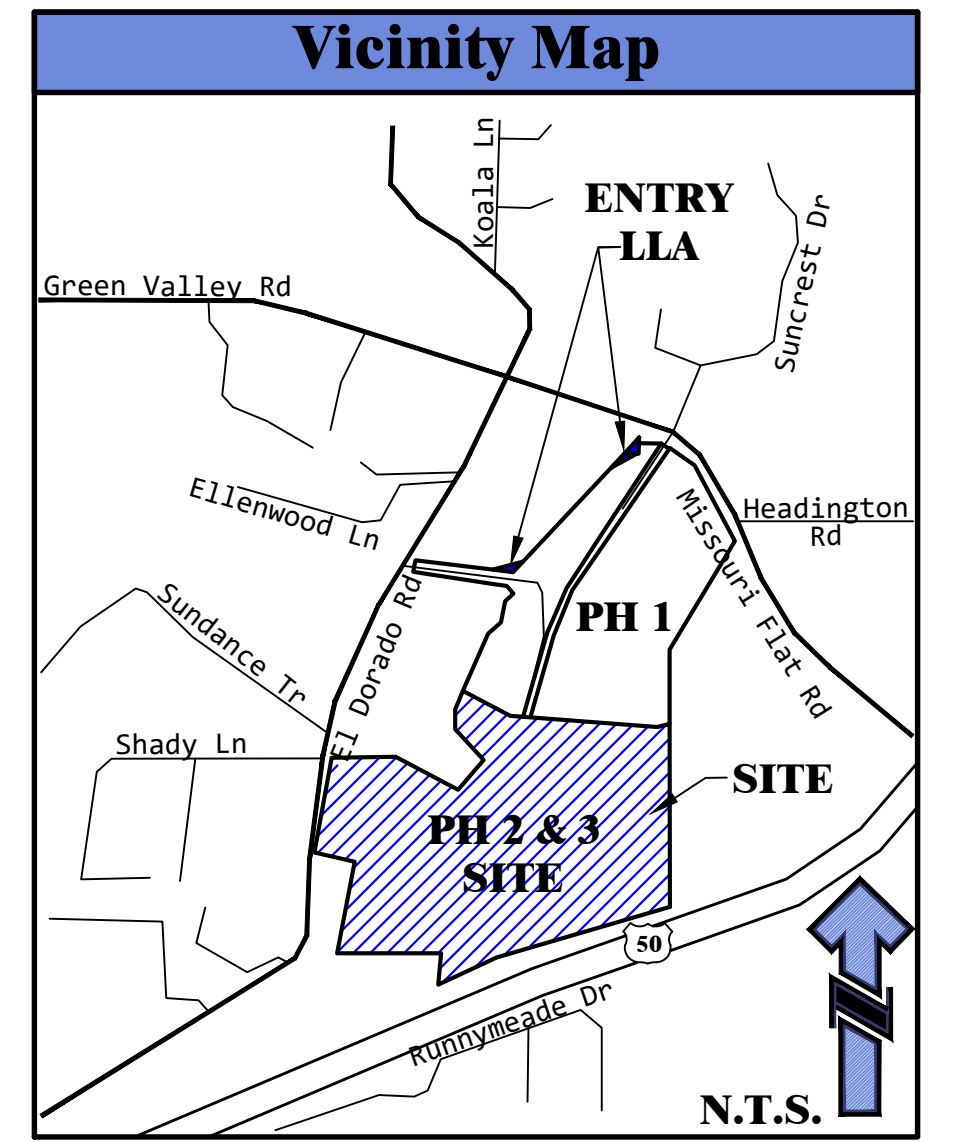 Vicinity Map
Koala Ln
ENTRY
LLA
Suncrest Dr
Green Valley Rd
Ellenwood Ln
Missouri Flat Rd
Headington
Rd
Sundance Tr
El Dorado Rd
PH 1
Shady Ln
SITE
PH 2 & 3
SITE
50
Runnymeade Dr
N.T.S.